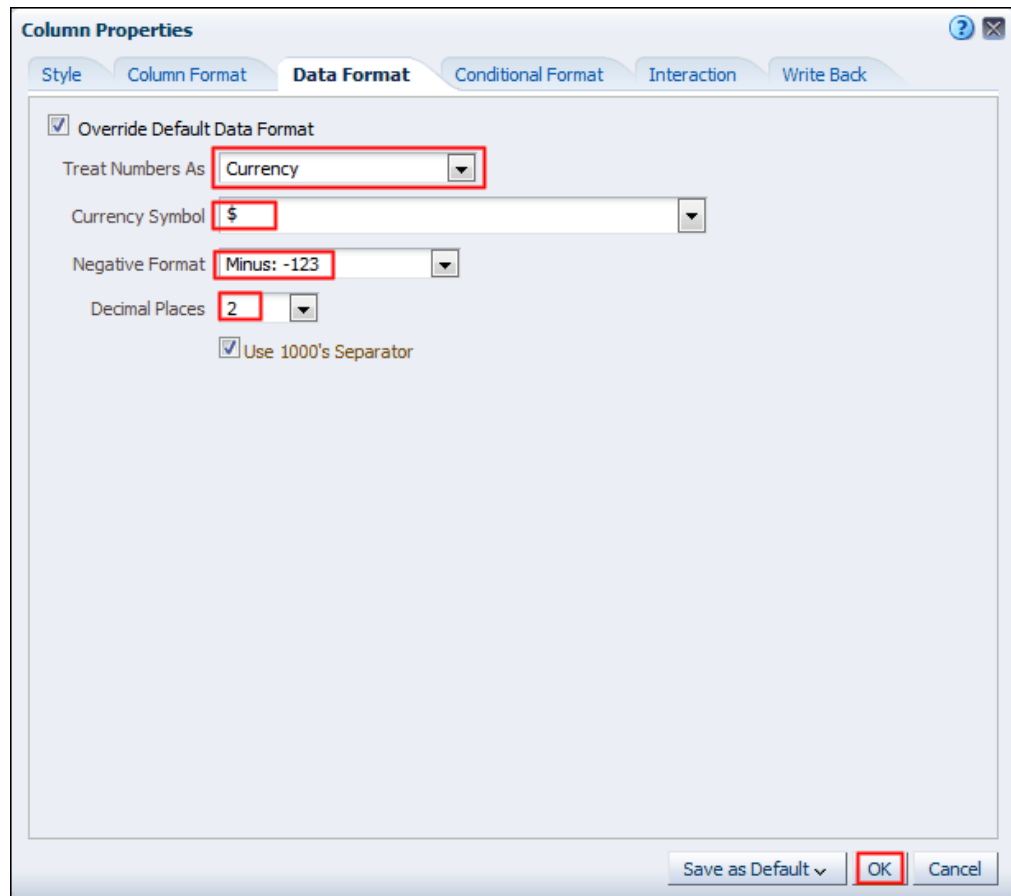 Column Properties
Style Column Format Data Format Conditional Format Interaction Write Back
Override Default Data Format
Treat Numbers As Currency
Currency Symbol $
Negative Format Minus: -123
Decimal Places 2
Use 1000's Separator
Save as Default OK Cancel